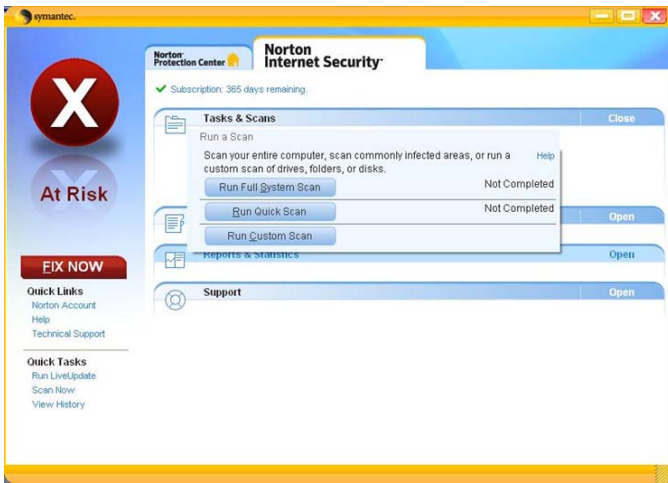 symantec.
Norton
Protection Center
Norton
Internet Security
Subscription: 365 days remaining.
X
At Risk
FIX NOW
Quick Links
Norton Account
Help
Technical Support
Quick Tasks
Run LiveUpdate
Scan Now
View History
Tasks & Scans
Close
Run a Scan
Scan your entire computer, scan commonly infected areas, or run a
custom scan of drives, folders, or disks.
Help
Run Full System Scan
Not Completed
Run Quick Scan
Not Completed
Run Custom Scan
Open
Reports & Statistics
Open
Support
Open